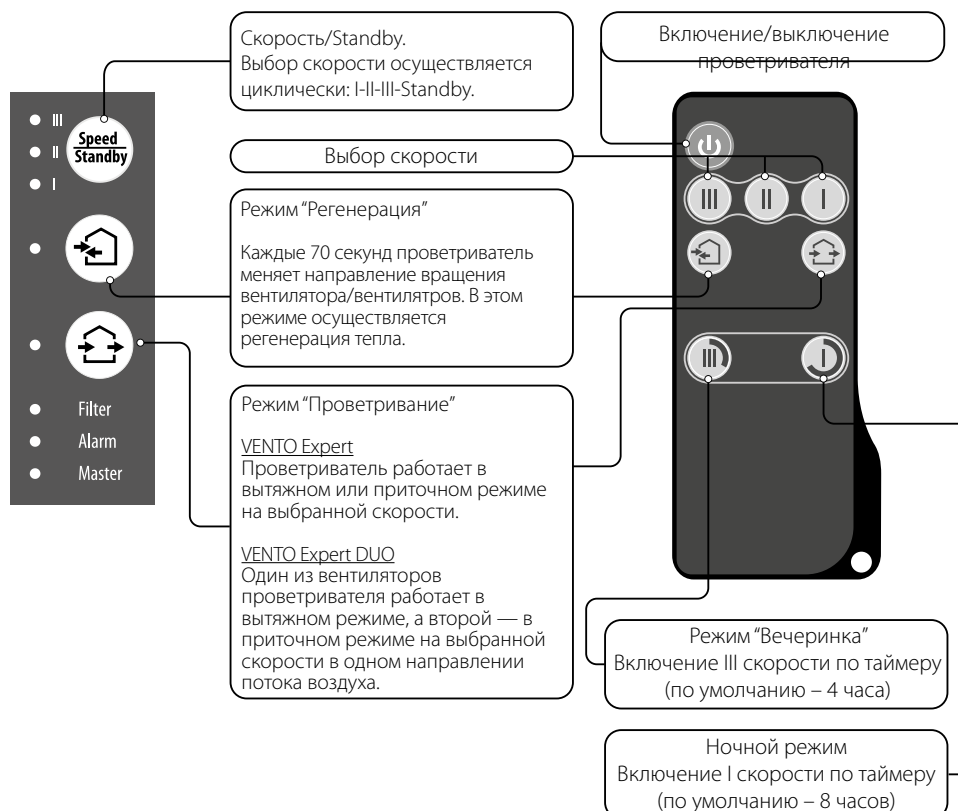 Скорость/Standby.
Выбор скорости осуществляется
циклически: I-II-III-Standby.
Включение/выключение
проветривателя
III
II
I
Speed
Standby
Выбор скорости
III
II
I
Режим "Регенерация"
Каждые 70 секунд проветриватель
меняет направление вращения
вентилятора/вентилятров. В этом
режиме осуществляется
регенерация тепла.
III
I
Filter
Alarm
Master
Режим "Проветривание"
VENTO Expert
Проветриватель работает в
вытяжном или приточном режиме
на выбранной скорости.
VENTO Expert DUO
Один из вентиляторов
проветривателя работает в
вытяжном режиме, а второй — в
приточном режиме на выбранной
скорости в одном направлении
потока воздуха.
Режим "Вечеринка"
Включение III скорости по таймеру
(по умолчанию – 4 часа)
Ночной режим
Включение I скорости по таймеру
(по умолчанию – 8 часов)